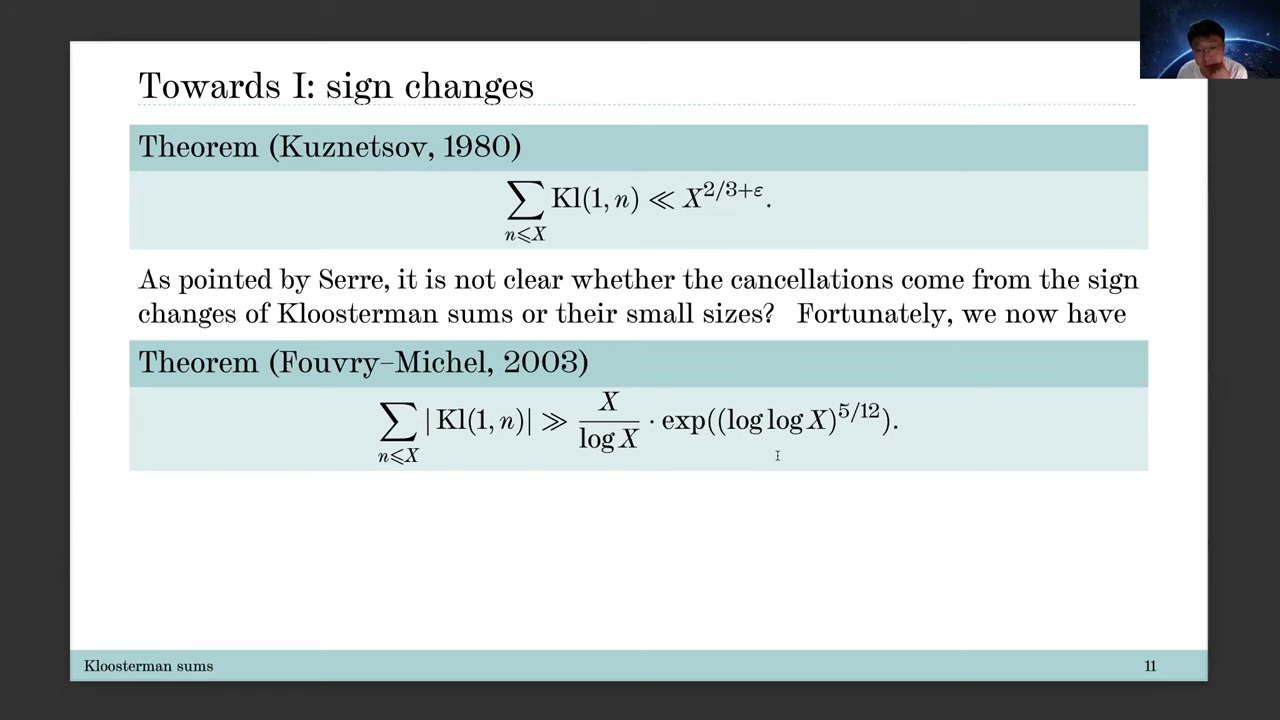 Towards I: sign changes
Theorem (Kuznetsov, 1980)
∑_{n⩽X} Kl(1, n) ≪ X^{2/3+ε}.
As pointed by Serre, it is not clear whether the cancellations come from the sign
changes of Kloosterman sums or their small sizes? Fortunately, we now have
Theorem (Fouvry–Michel, 2003)
∑_{n⩽X} | Kl(1, n)| ≫ X/log X · exp((log log X)^{5/12}).
Kloosterman sums 11